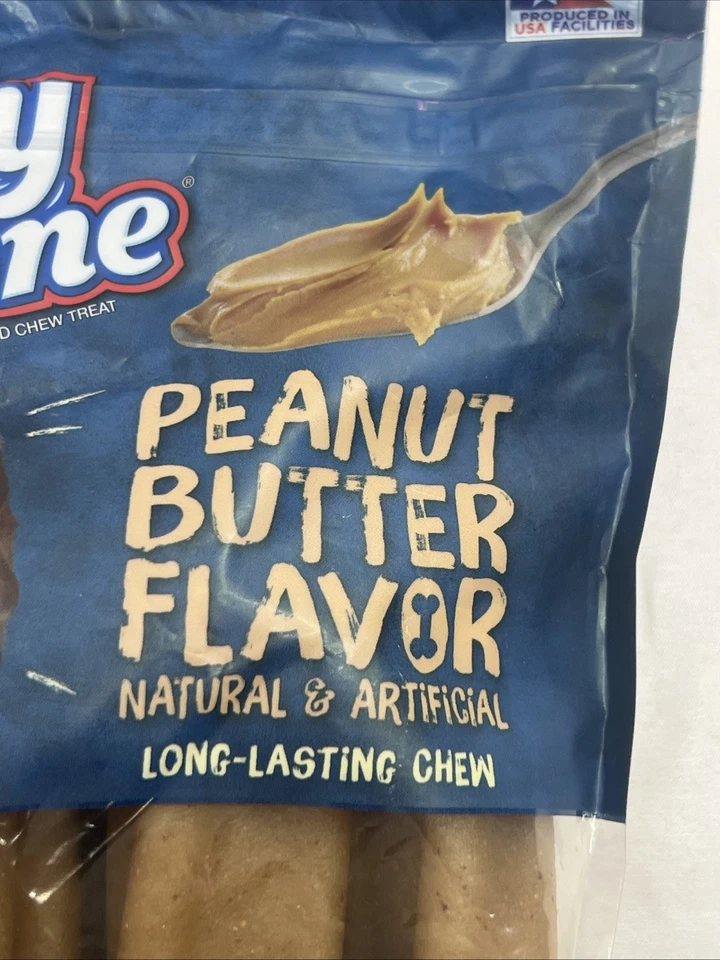 PRODUCED IN
USA FACILITIES
y
ne®
D CHEW TREAT
PEANUT
BUTTER
FLAVOR
NATURAL & ARTIFICIAL
LONG-LASTING CHEW